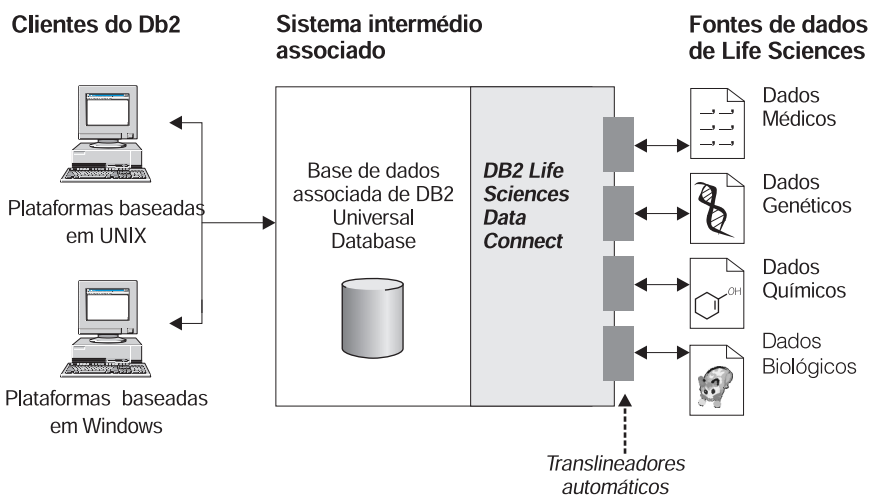 Clientes do Db2
Sistema intermédio
associado
Fontes de dados
de Life Sciences
Plataformas baseadas
em UNIX
Plataformas baseadas
em Windows
Base de dados
associada de DB2
Universal
Database
DB2 Life
Sciences
Data
Connect
Dados
Médicos
Dados
Genéticos
OH
Dados
Químicos
Dados
Biológicos
Translineadores
automáticos